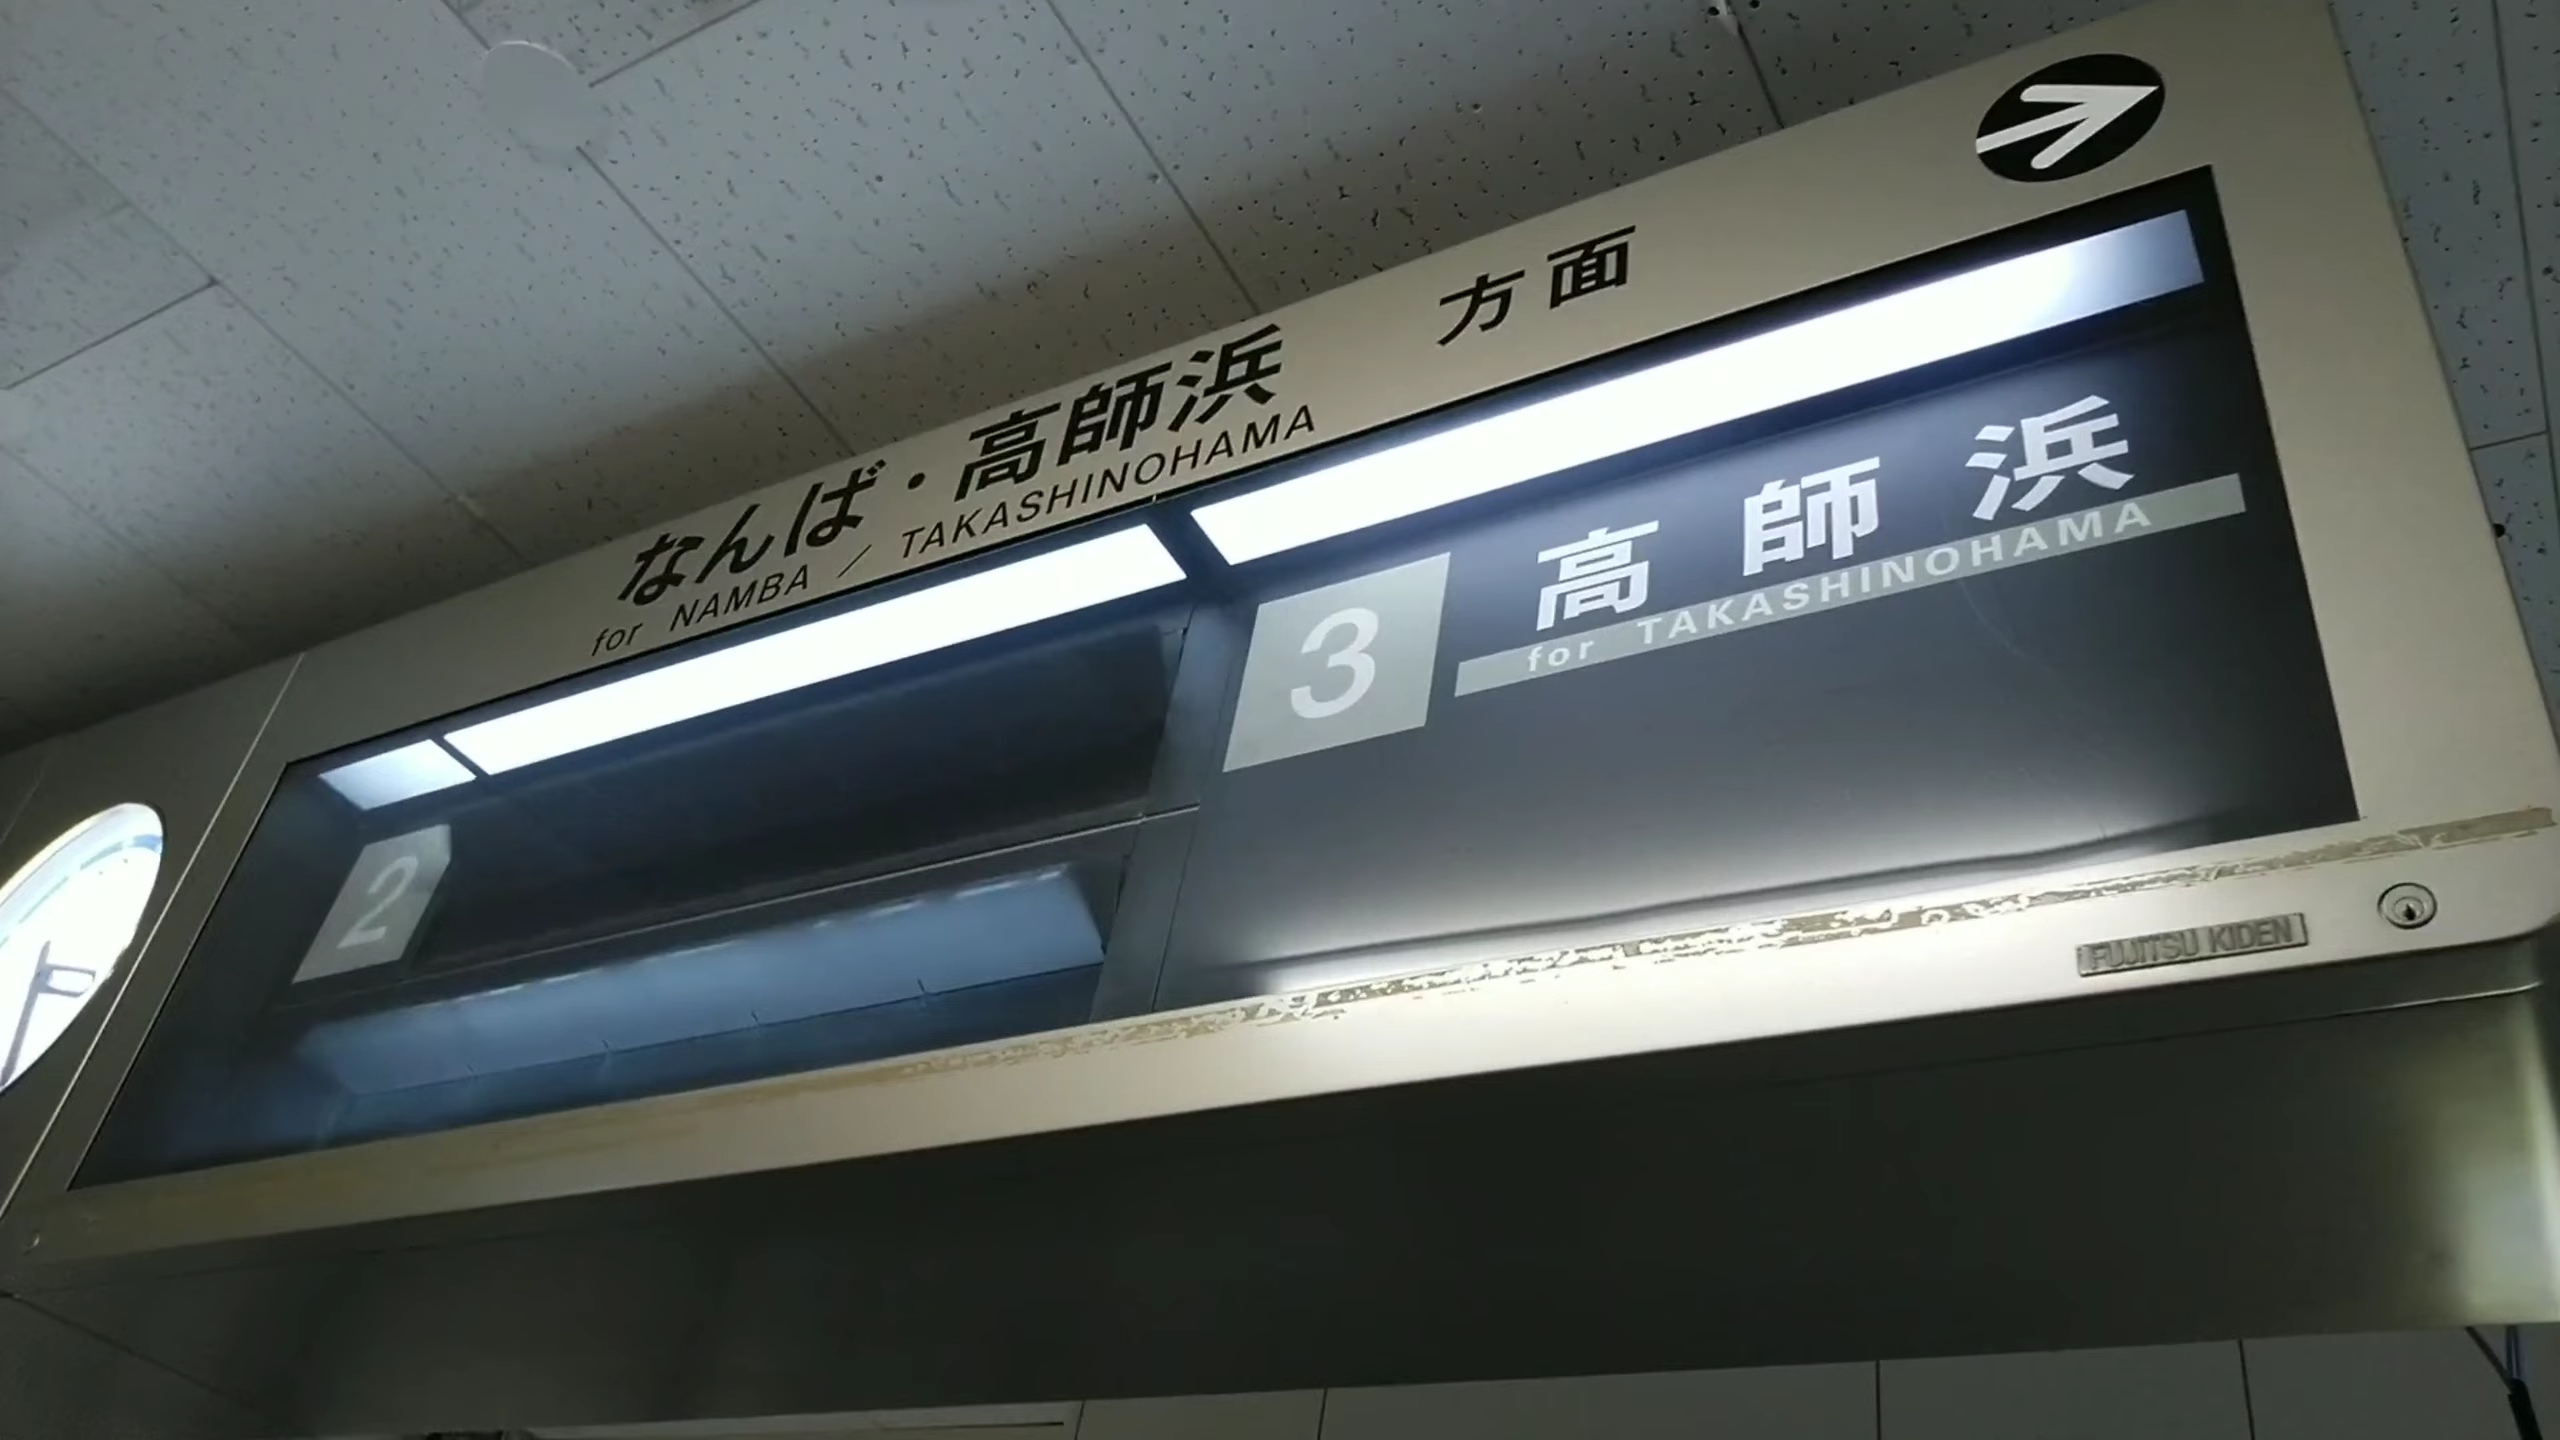 なんば・高師浜 方面
for NAMBA / TAKASHINOHAMA
2
3 高師浜
for TAKASHINOHAMA
FUJITSU KIDEN